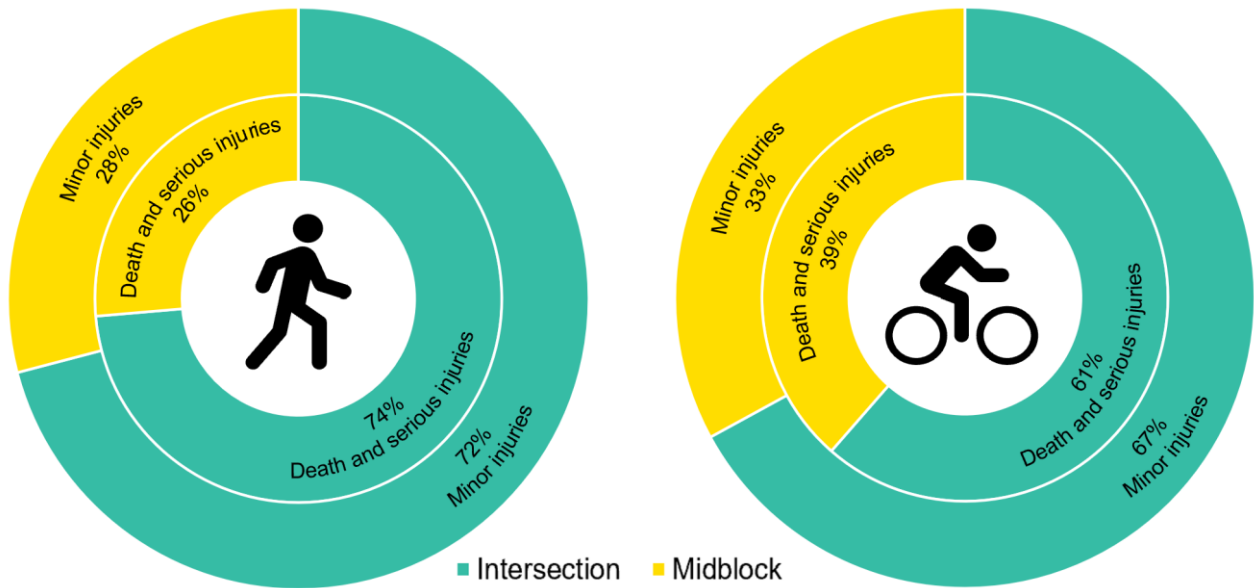 Minor injuries
28%
Death and serious injuries
26%
74%
Death and serious injuries
72%
Minor injuries
Minor injuries
33%
Death and serious injuries
39%
61%
Death and serious injuries
67%
Minor injuries
Intersection
Midblock